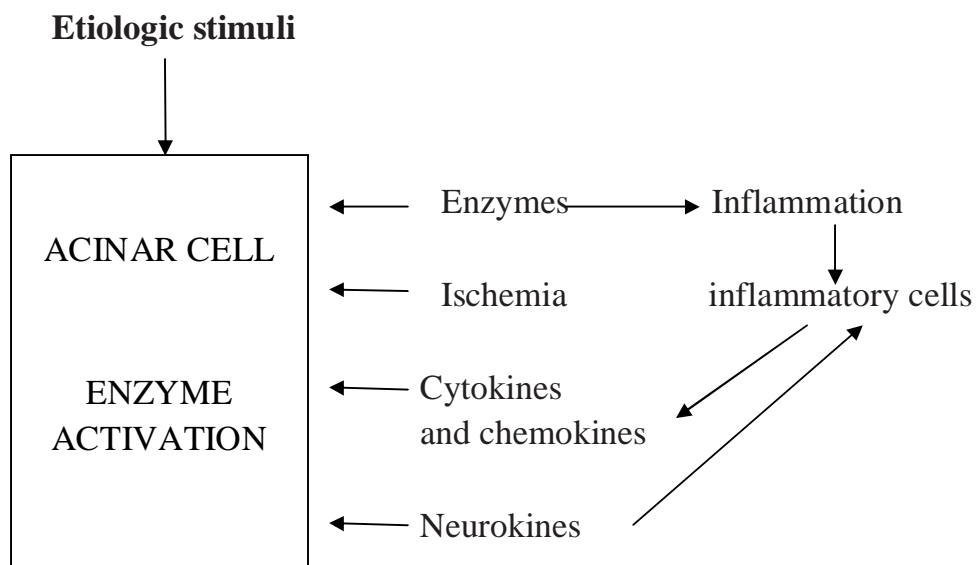 Etiologic stimuli
Enzymes
Inflammation
ACINAR CELL
Ischemia
inflammatory cells
ENZYME
ACTIVATION
Cytokines
and chemokines
Neurokines